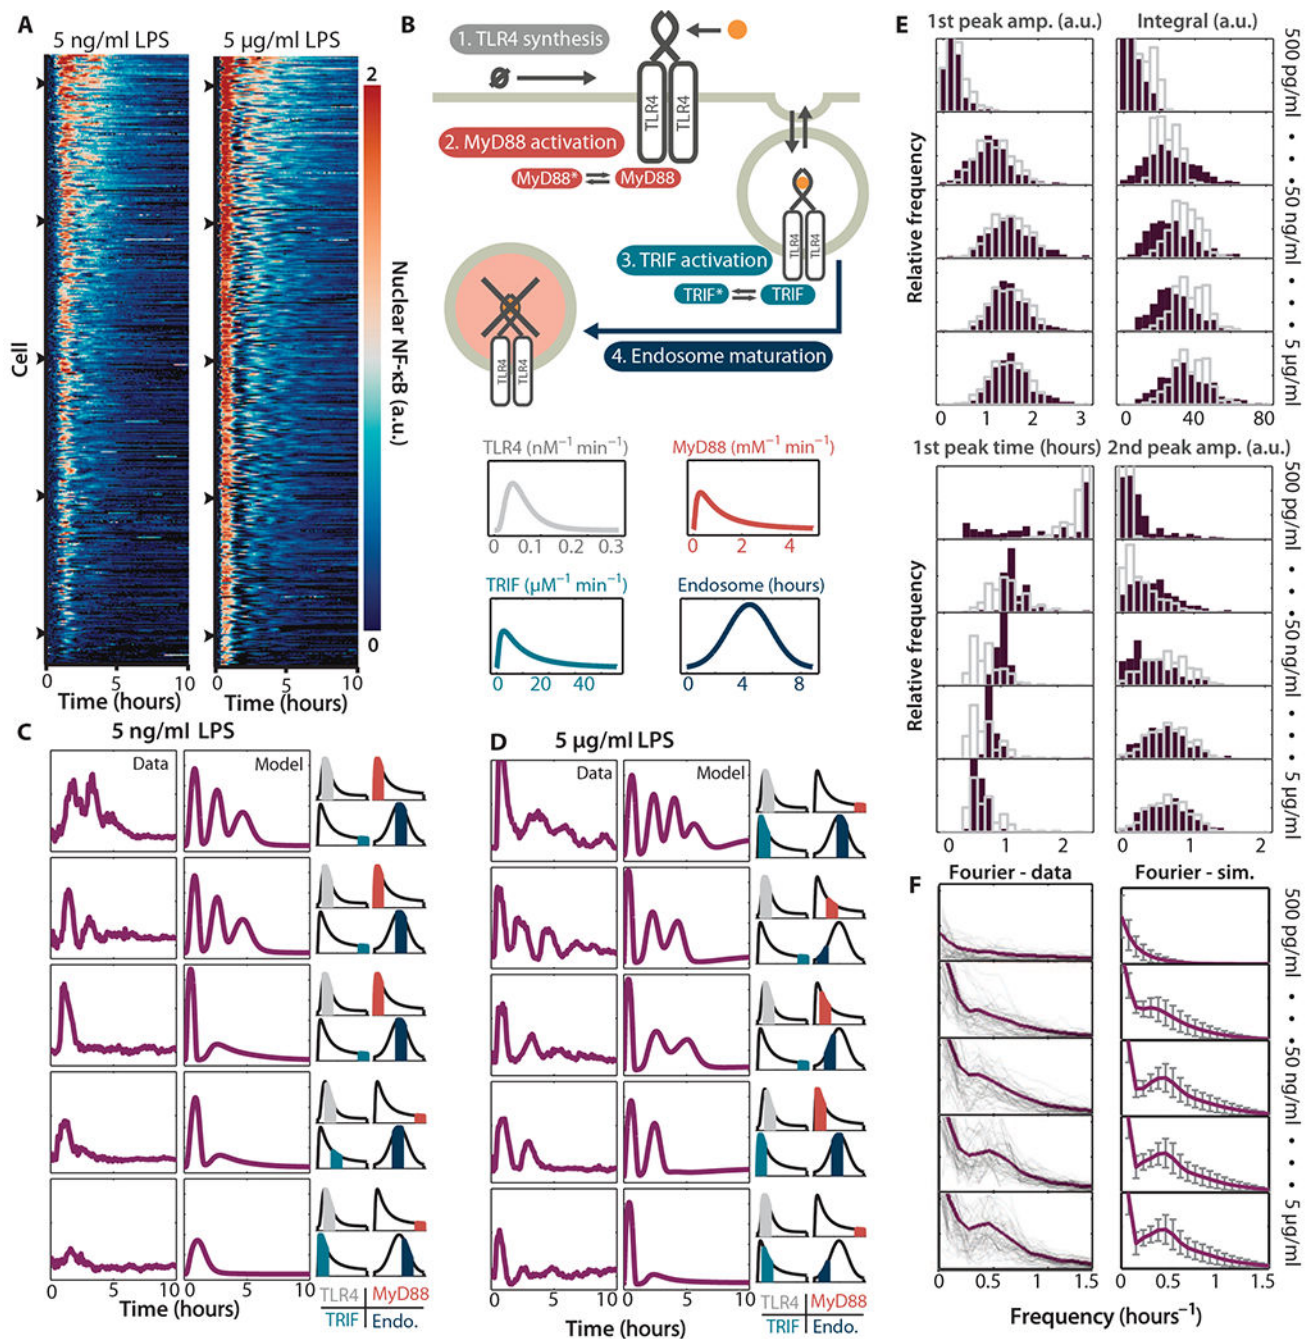 A
5 ng/ml LPS
5 µg/ml LPS
Cell
2
Nuclear NF-κB (a.u.)
0
0
5
10
0
5
10
Time (hours)
Time (hours)
B
1. TLR4 synthesis
ø
TLR4
TLR4
2. MyD88 activation
MyD88*
MyD88
TLR4
TLR4
3. TRIF activation
TRIF*
TRIF
4. Endosome maturation
TLR4
TLR4
TLR4 (nM⁻¹ min⁻¹)
0
0.1
0.2
0.3
MyD88 (mM⁻¹ min⁻¹)
0
2
4
TRIF (µM⁻¹ min⁻¹)
0
20
40
Endosome (hours)
0
4
8
C
5 ng/ml LPS
Data
Model
0
5
10
0
5
10
Time (hours)
TLR4
MyD88
TRIF
Endo.
D
5 µg/ml LPS
Data
Model
0
5
10
0
5
10
Time (hours)
TLR4
MyD88
TRIF
Endo.
E
1st peak amp. (a.u.)
Integral (a.u.)
Relative frequency
0
1
2
3
0
40
80
500 pg/ml
•
•
50 ng/ml
•
•
5 µg/ml
1st peak time (hours)
2nd peak amp. (a.u.)
Relative frequency
0
1
2
0
1
2
500 pg/ml
•
•
50 ng/ml
•
•
5 µg/ml
F
Fourier - data
Fourier - sim.
0
0.5
1
1.5
0
0.5
1
1.5
Frequency (hours⁻¹)
500 pg/ml
•
•
50 ng/ml
•
•
5 µg/ml